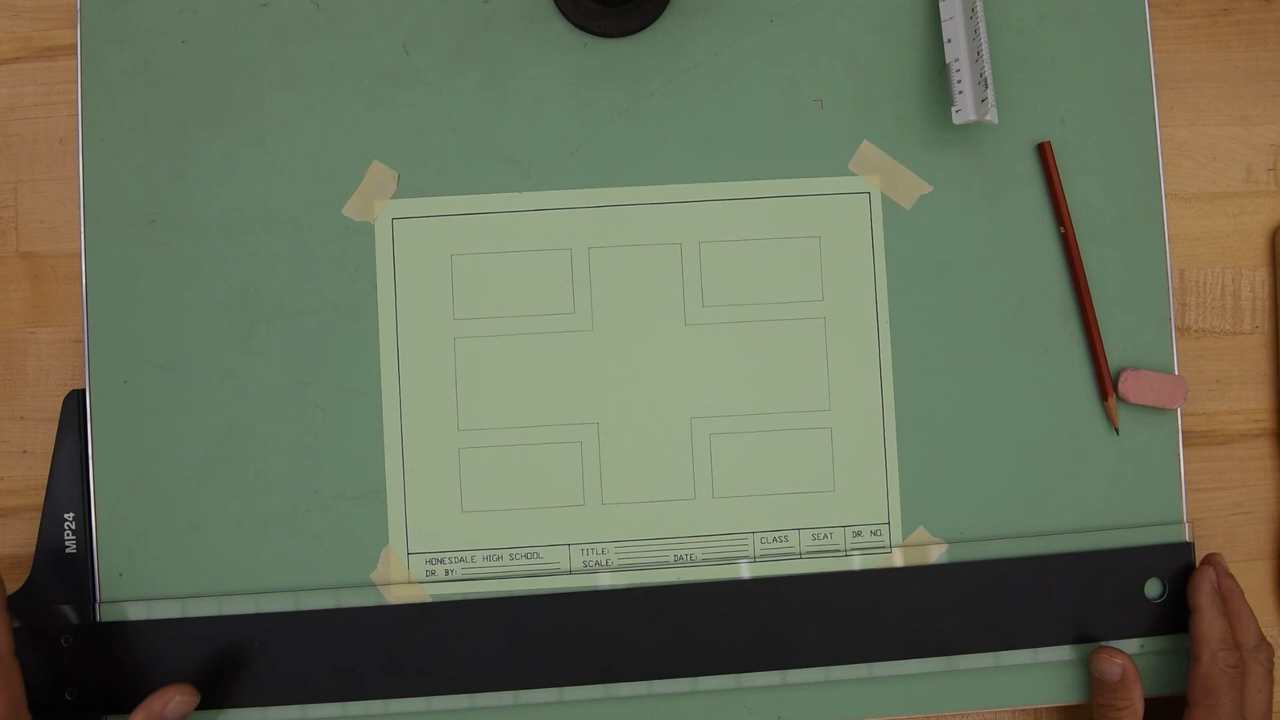 MP24
HONESDALE HIGH SCHOOL
DR. BY:
TITLE:
SCALE: DATE:
CLASS
SEAT
DR. NO.